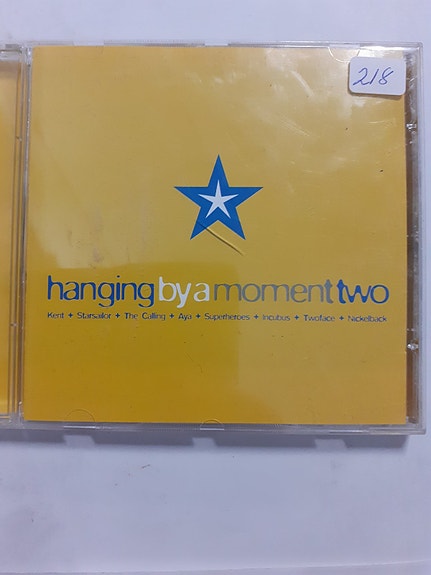 218
hangingbyamomenttwo
Kent + Starsailor + The Calling + Aya + Superheroes + Incubus + Twoface + Nickelback